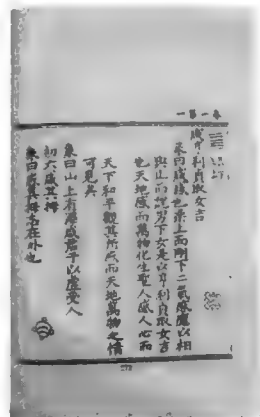 咸亨利貞取女吉
彖曰咸感也柔上而剛下二氣感應以相
與止而說男下女是以亨利貞取女吉
也天地感而萬物化生聖人感人心而
天下和平觀其所感而天地萬物之情
可見矣
象曰山上有澤咸君子以虛受人
初六咸其拇
象曰咸其拇志在外也